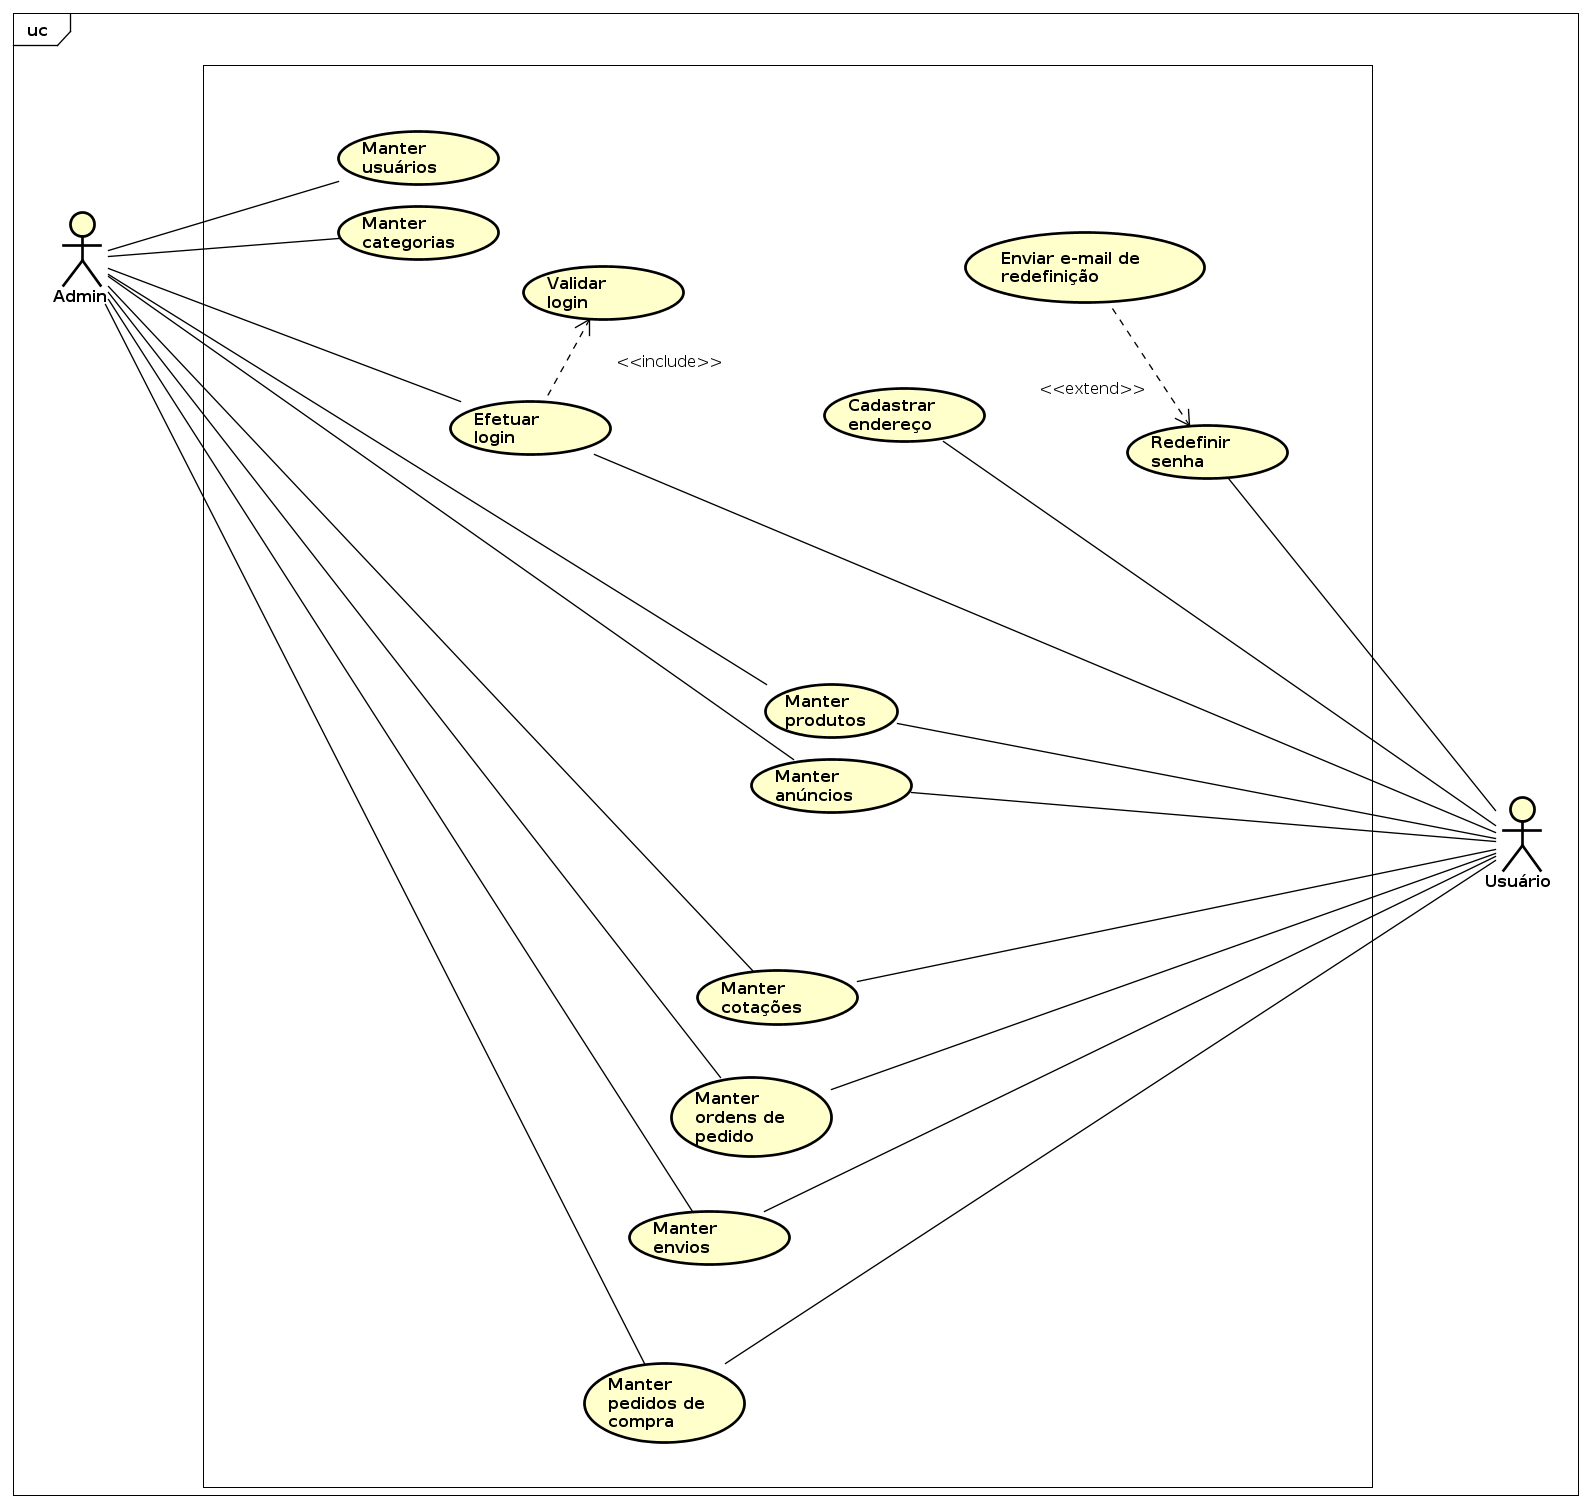 uc
Manter
usuários
Manter
categorias
Admin
Validar
login
Enviar e-mail de
redefinição
<<include>>
<<extend>>
Efetuar
login
Cadastrar
endereço
Redefinir
senha
Manter
produtos
Manter
anúncios
Usuário
Manter
cotações
Manter
ordens de
pedido
Manter
envios
Manter
pedidos de
compra